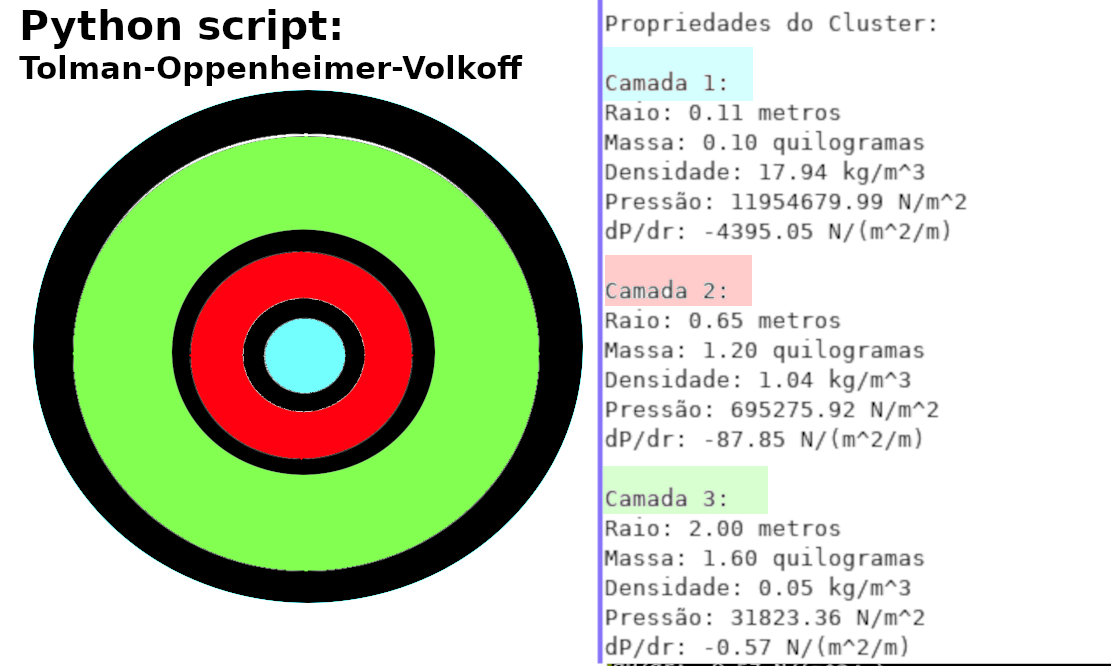 Python script:
Tolman-Oppenheimer-Volkoff
Propriedades do Cluster:
Camada 1:
Raio: 0.11 metros
Massa: 0.10 quilogramas
Densidade: 17.94 kg/m^3
Pressão: 11954679.99 N/m^2
dP/dr: -4395.05 N/(m^2/m)
Camada 2:
Raio: 0.65 metros
Massa: 1.20 quilogramas
Densidade: 1.04 kg/m^3
Pressão: 695275.92 N/m^2
dP/dr: -87.85 N/(m^2/m)
Camada 3:
Raio: 2.00 metros
Massa: 1.60 quilogramas
Densidade: 0.05 kg/m^3
Pressão: 31823.36 N/m^2
dP/dr: -0.57 N/(m^2/m)